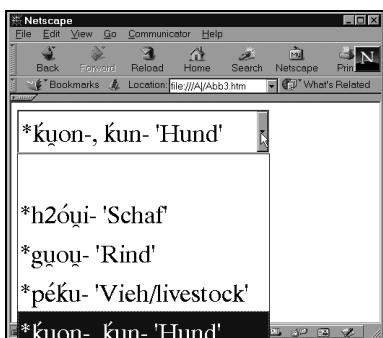 Netscape
File Edit View Go Communicator Help
Back Forward Reload Home Search Netscape Prin
Bookmarks Location: file:///A|/Abb3.htm What's Related
*ḱu̯on-, ḱun- 'Hund'
*h2óu̯i- 'Schaf'
*gu̯ou̯- 'Rind'
*péḱu- 'Vieh/livestock'
*ḱu̯on-, ḱun- 'Hund'